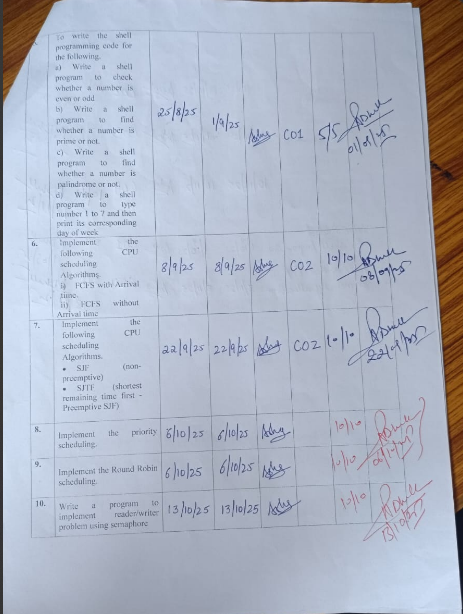 To write the shell
programming code for
the following.
a) Write a shell
program to check
whether a number is
even or odd
b) Write a shell
program to find
whether a number is
prime or not.
c) Write a shell
program to find
whether a number is
palindrome or not.
d) Write a shell
program to type
number 1 to 7 and then
print its corresponding
day of week
25/8/25
1/9/25
CO1
5/5
01/09/25
6.
Implement the
following CPU
scheduling
Algorithms.
i) FCFS with Arrival
time.
ii) FCFS without
Arrival time
8/9/25
8/9/25
CO2
10/10
08/09/25
7.
Implement the
following CPU
scheduling
Algorithms.
• SJF (non-
preemptive)
• SJTF (shortest
remaining time first -
Preemptive SJF)
22/9/25
22/9/25
CO2
10/10
22/09/25
8.
Implement the priority
scheduling.
6/10/25
6/10/25
10/10
9.
Implement the Round Robin
scheduling.
6/10/25
6/10/25
10/10
10.
Write a program to
implement reader/writer
problem using semaphore
13/10/25
13/10/25
10/10
13/10/25